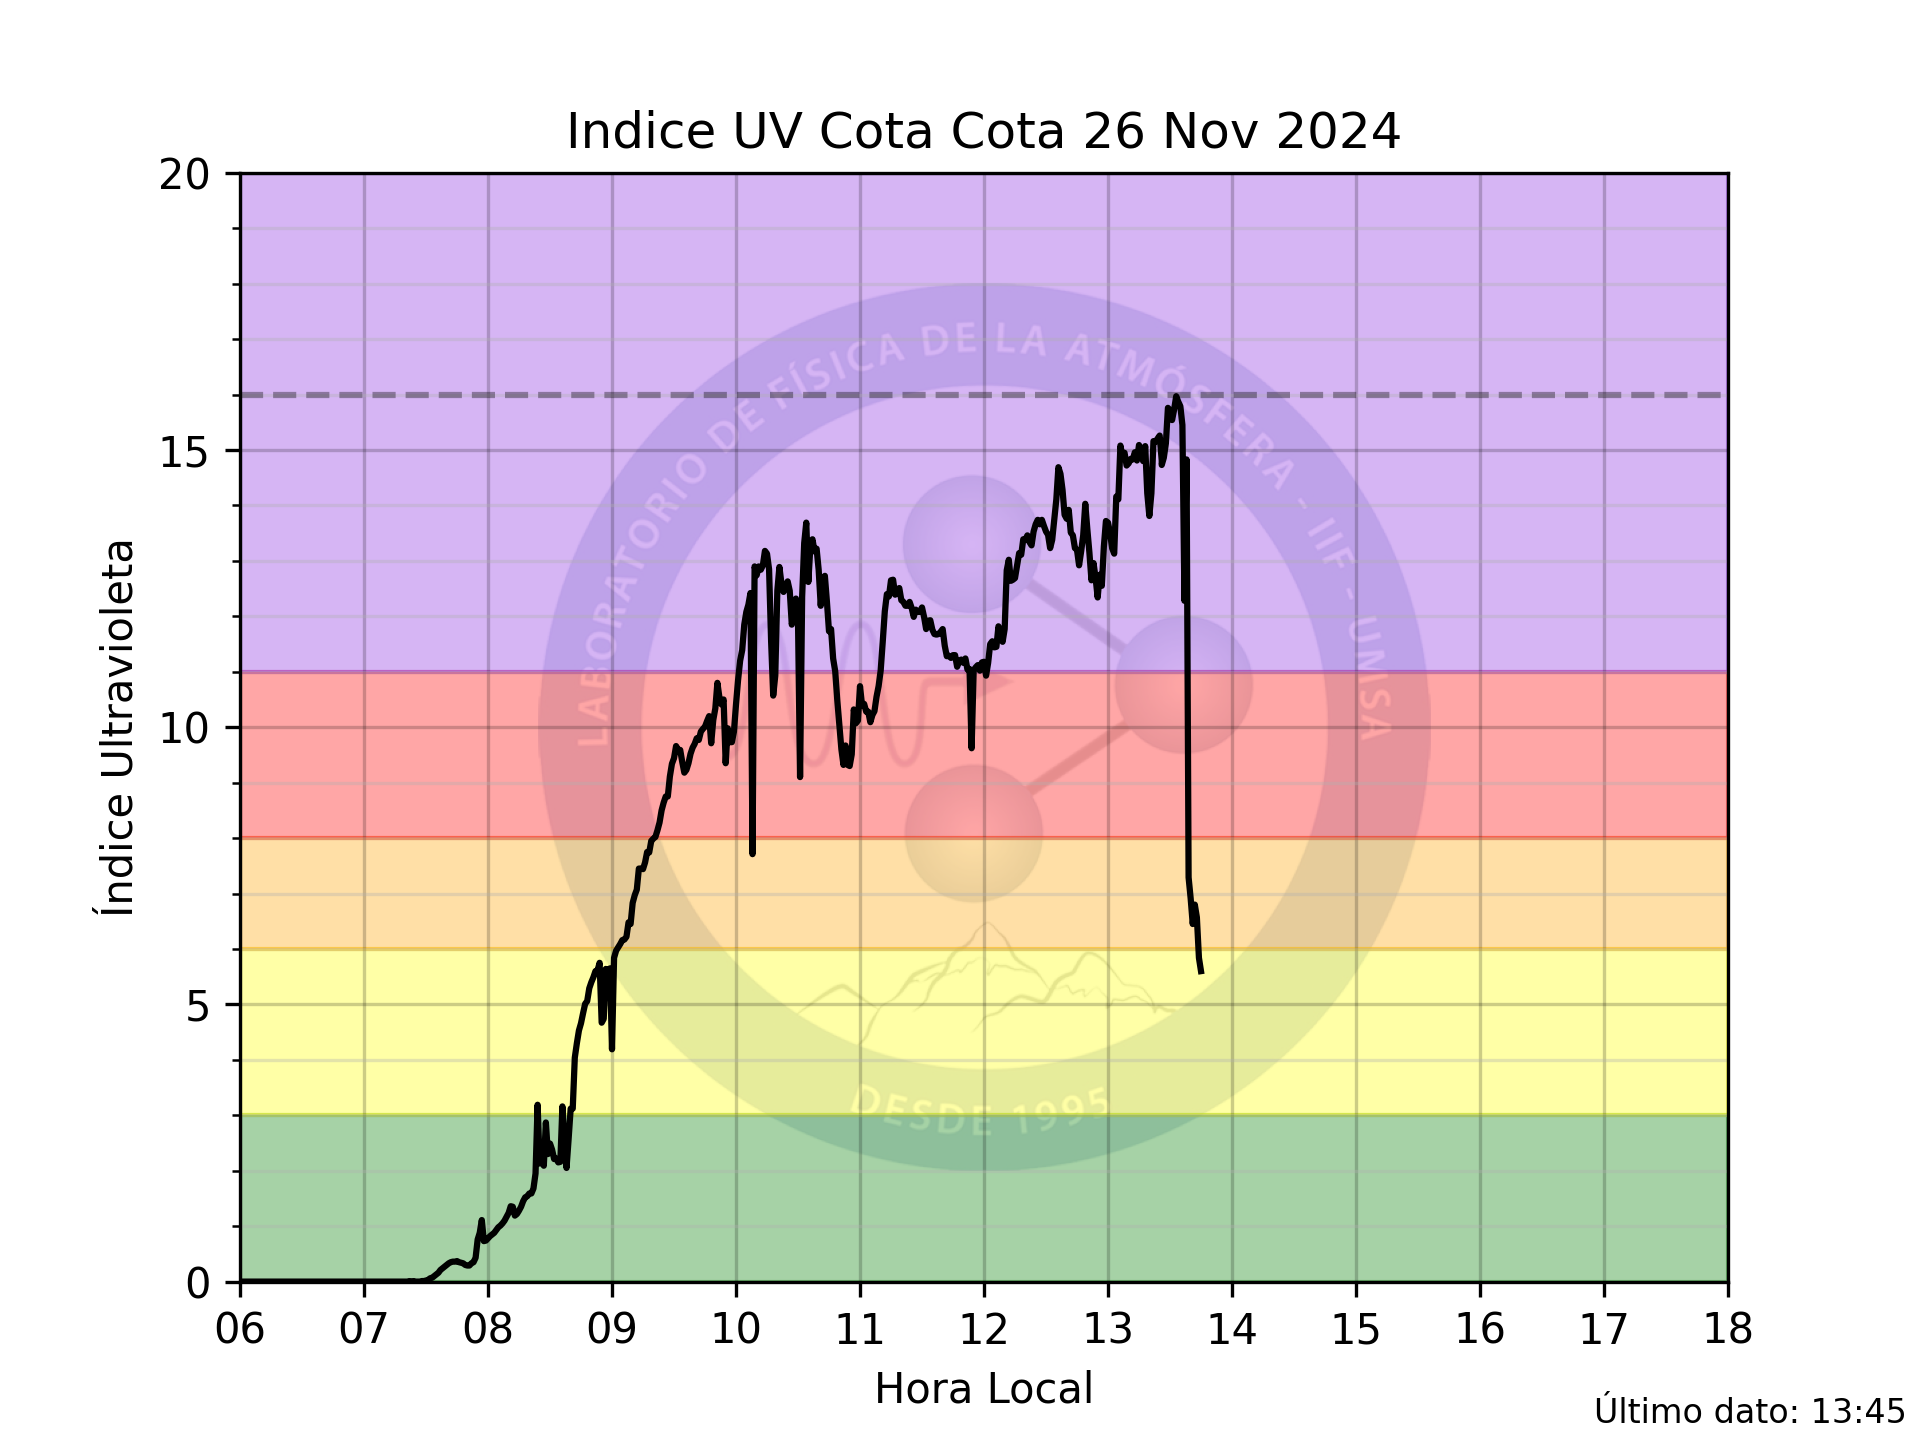 Indice UV Cota Cota 26 Nov 2024
20
15
10
5
0
Índice Ultravioleta
LABORATORIO DE FÍSICA DE LA ATMÓSFERA - IIF - UMSA
DESDE 1995
06 07 08 09 10 11 12 13 14 15 16 17 18
Hora Local
Último dato: 13:45